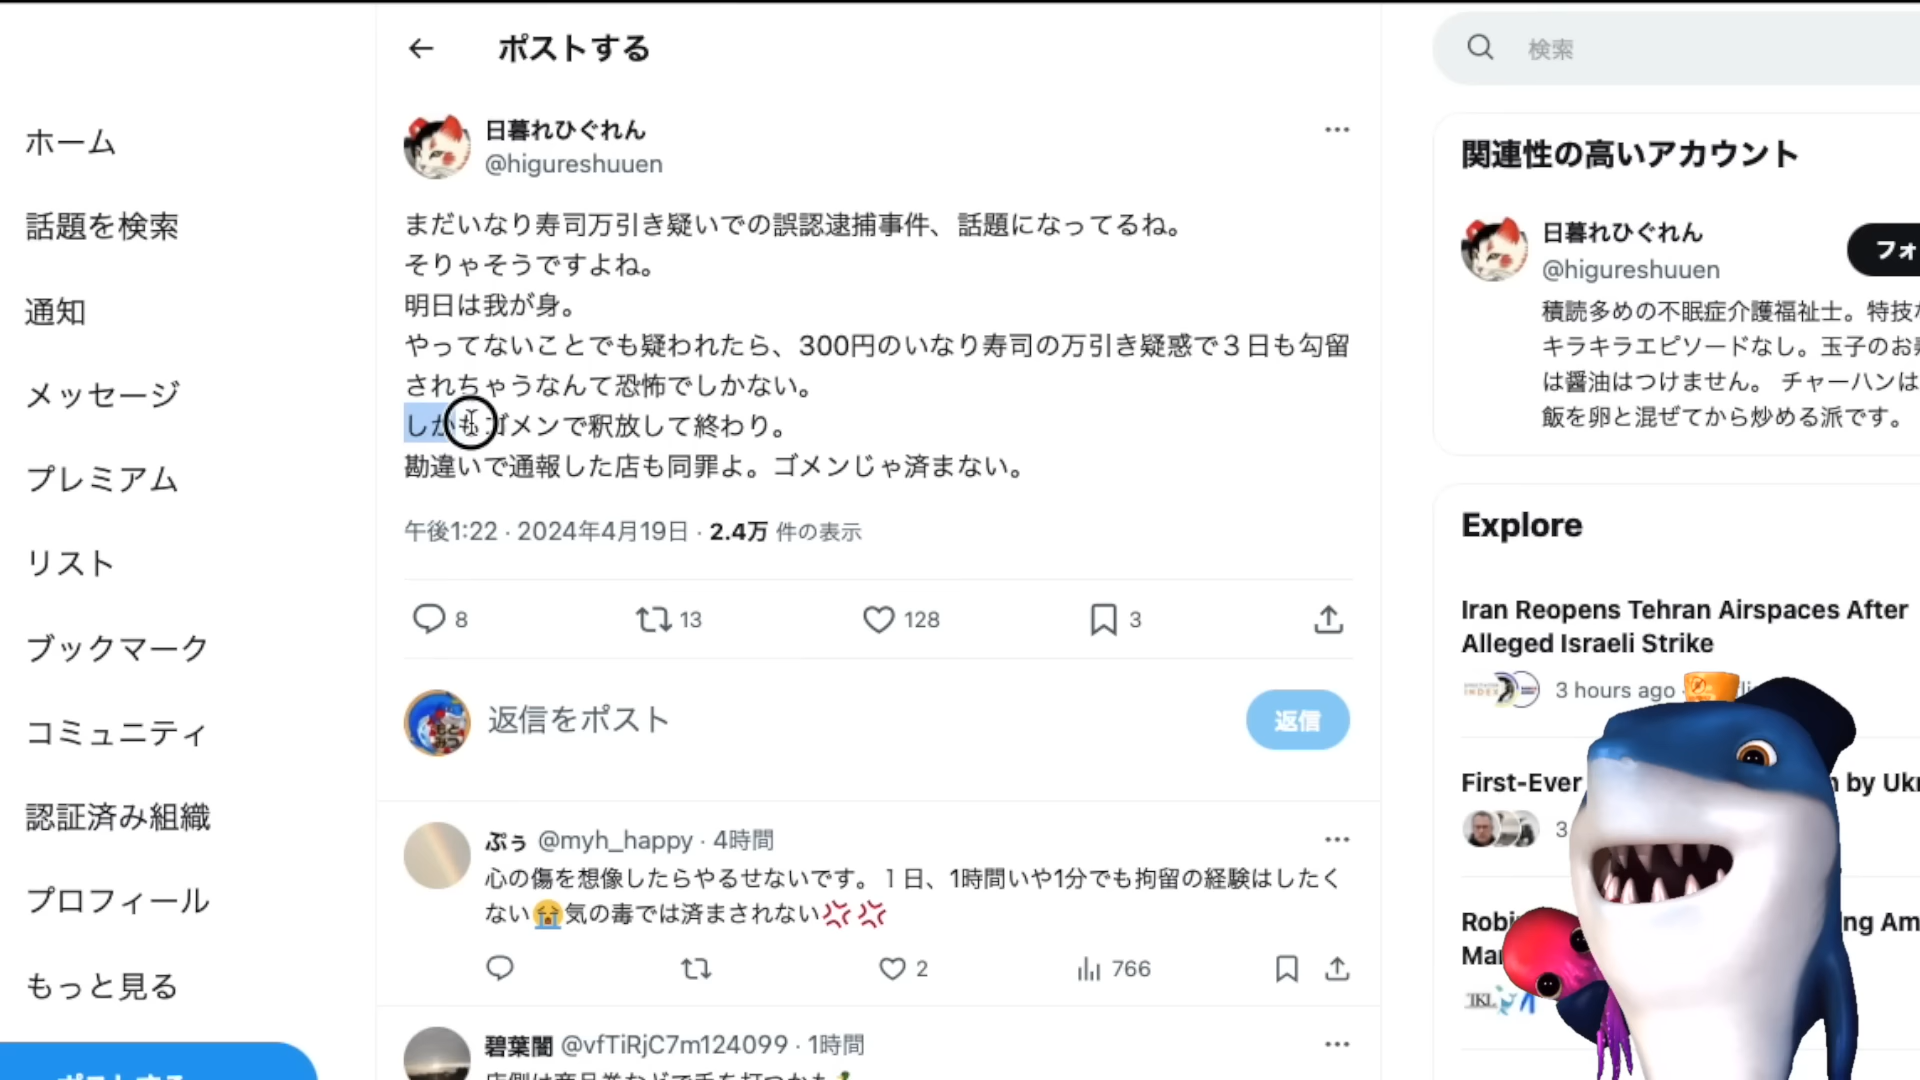 ポストする
検索
ホーム
話題を検索
通知
メッセージ
プレミアム
リスト
ブックマーク
コミュニティ
認証済み組織
プロフィール
もっと見る
ポストする
日暮れひぐれん
@higureshuuen
まだいなり寿司万引き疑いでの誤認逮捕事件、話題になってるね。
そりゃそうですよね。
明日は我が身。
やってないことでも疑われたら、300円のいなり寿司の万引き疑惑で３日も勾留
されちゃうなんて恐怖でしかない。
しかもゴメンで釈放して終わり。
勘違いで通報した店も同罪よ。ゴメンじゃ済まない。
午後1:22 · 2024年4月19日 · 2.4万 件の表示
8 13 128 3
返信をポスト
返信
ぷぅ @myh_happy · 4時間
心の傷を想像したらやるせないです。１日、1時間いや1分でも拘留の経験はしたく
ない😭気の毒では済まされない💢💢
2 766
碧葉闇 @vfTiRjC7m124099 · 1時間
関連性の高いアカウント
日暮れひぐれん
@higureshuuen
フォ
積読多めの不眠症介護福祉士。特技
キラキラエピソードなし。玉子のお
は醤油はつけません。 チャーハンは
飯を卵と混ぜてから炒める派です。
Explore
Iran Reopens Tehran Airspaces After
Alleged Israeli Strike
3 hours ago
First-Ever by Uk
3